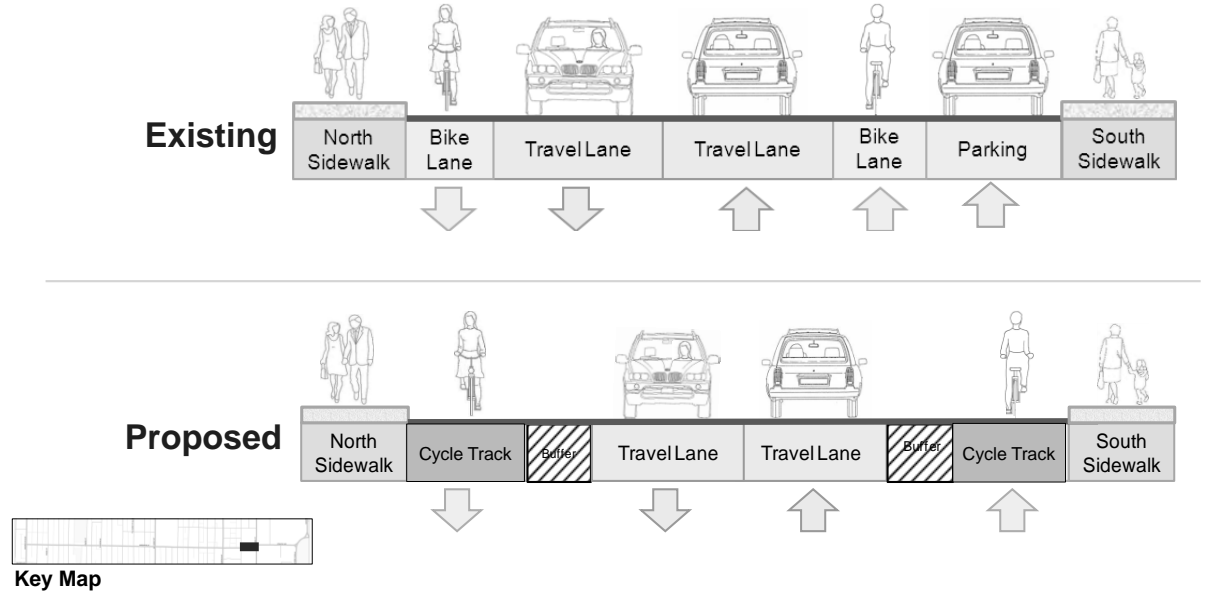 Existing
North
Sidewalk
Bike
Lane
Travel Lane
Travel Lane
Bike
Lane
Parking
South
Sidewalk
Proposed
North
Sidewalk
Cycle Track
Buffer
Travel Lane
Travel Lane
Buffer
Cycle Track
South
Sidewalk
Key Map